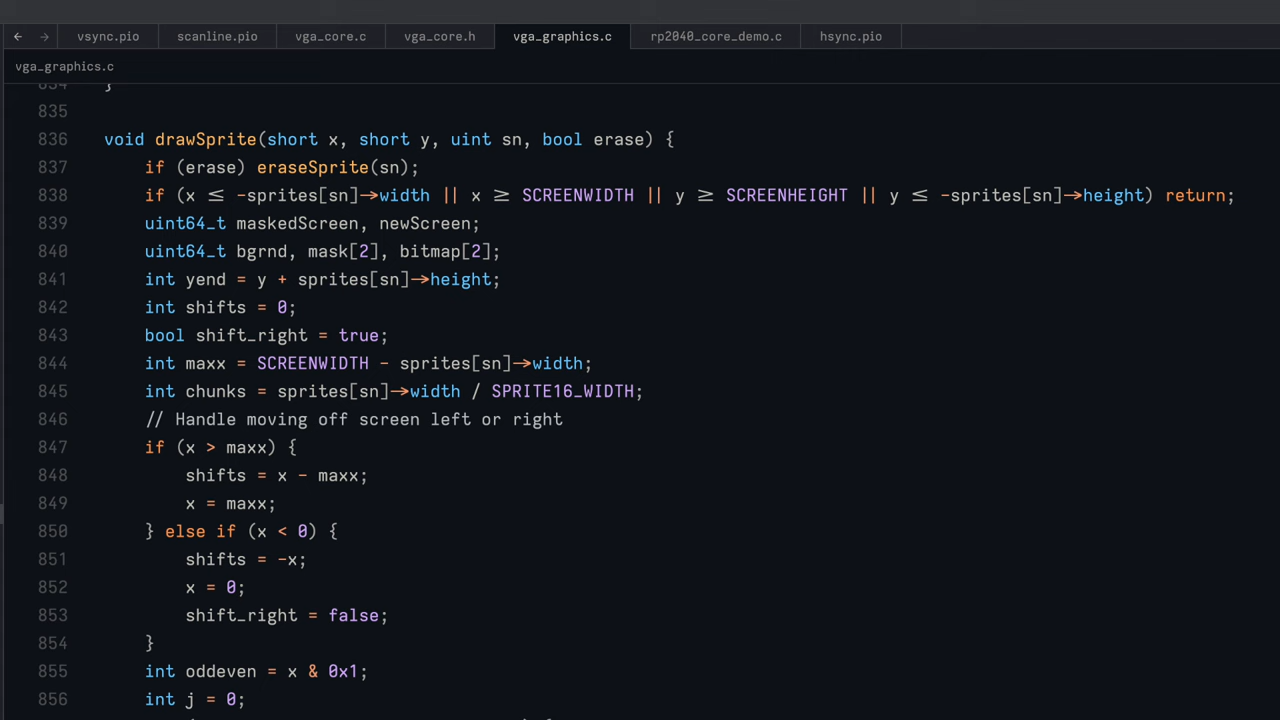 ← → vsync.pio scanline.pio vga_core.c vga_core.h vga_graphics.c rp2040_core_demo.c hsync.pio
vga_graphics.c
834 }
835
836 void drawSprite(short x, short y, uint sn, bool erase) {
837 if (erase) eraseSprite(sn);
838 if (x ≤ -sprites[sn]→width || x ≥ SCREENWIDTH || y ≥ SCREENHEIGHT || y ≤ -sprites[sn]→height) return;
839 uint64_t maskedScreen, newScreen;
840 uint64_t bgrnd, mask[2], bitmap[2];
841 int yend = y + sprites[sn]→height;
842 int shifts = 0;
843 bool shift_right = true;
844 int maxx = SCREENWIDTH - sprites[sn]→width;
845 int chunks = sprites[sn]→width / SPRITE16_WIDTH;
846 // Handle moving off screen left or right
847 if (x > maxx) {
848 shifts = x - maxx;
849 x = maxx;
850 } else if (x < 0) {
851 shifts = -x;
852 x = 0;
853 shift_right = false;
854 }
855 int oddeven = x & 0x1;
856 int j = 0;